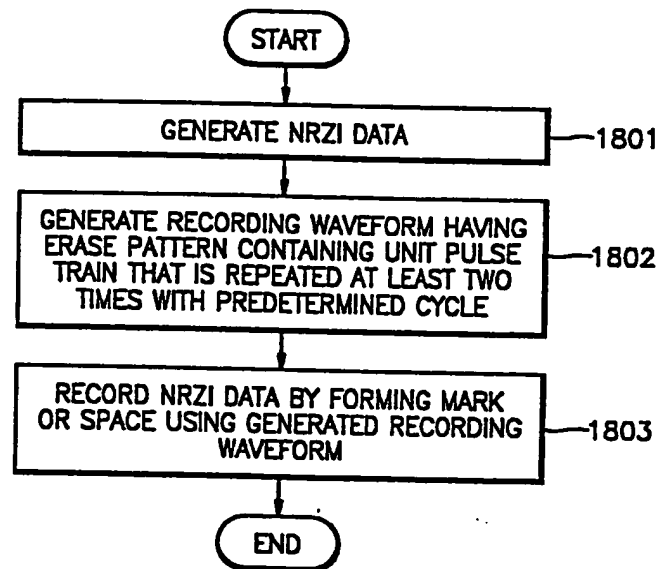 START
GENERATE NRZI DATA
1801
GENERATE RECORDING WAVEFORM HAVING
ERASE PATTERN CONTAINING UNIT PULSE
TRAIN THAT IS REPEATED AT LEAST TWO
TIMES WITH PREDETERMINED CYCLE
1802
RECORD NRZI DATA BY FORMING MARK
OR SPACE USING GENERATED RECORDING
WAVEFORM
1803
END